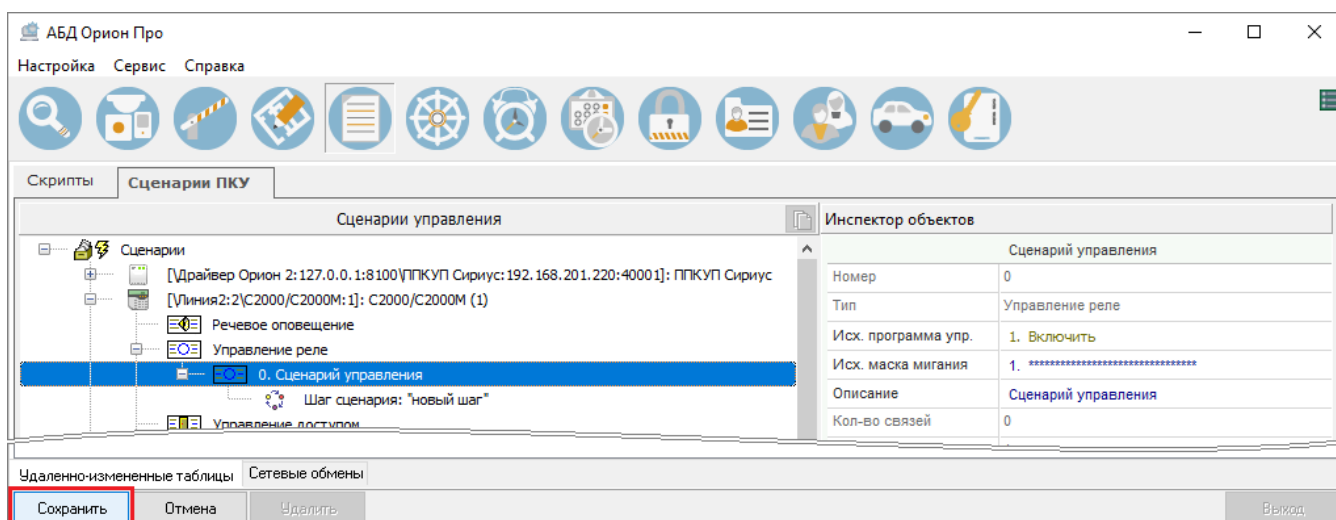 АБД Орион Про
Настройка Сервис Справка
Скрипты Сценарии ПКУ
Сценарии управления
Инспектор объектов
Сценарии
[\Драйвер Орион 2:127.0.0.1:8100\ППКУП Сириус:192.168.201.220:40001]: ППКУП Сириус
[\Линия2:2\С2000/С2000М:1]: С2000/С2000М (1)
Речевое оповещение
Управление реле
0. Сценарий управления
Шаг сценария: "новый шаг"
Управление доступом
Сценарий управления
Номер 0
Тип Управление реле
Исх. программа упр. 1. Включить
Исх. маска мигания 1. ********************************
Описание Сценарий управления
Кол-во связей 0
Удаленно-измененные таблицы Сетевые обмены
Сохранить Отмена Удалить Выход